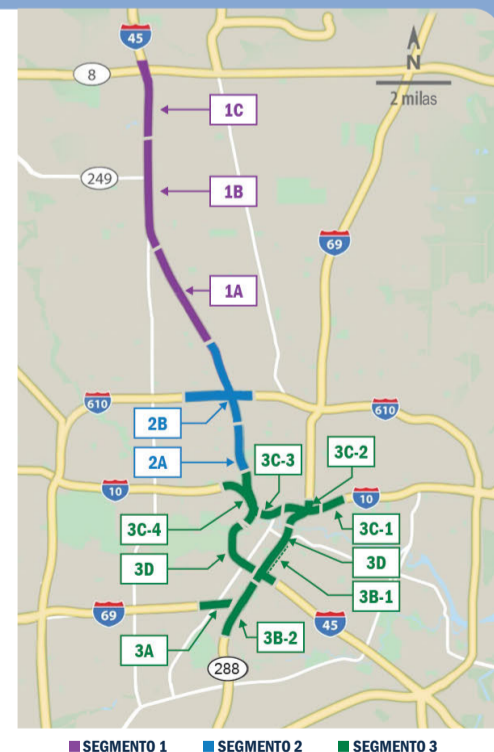 45
N
8
2 milas
1C
249
1B
69
1A
610
610
2B
2A
3C-3
3C-2
10
10
3C-4
3C-1
3D
3D
3B-1
69
45
3A
3B-2
288
SEGMENTO 1
SEGMENTO 2
SEGMENTO 3